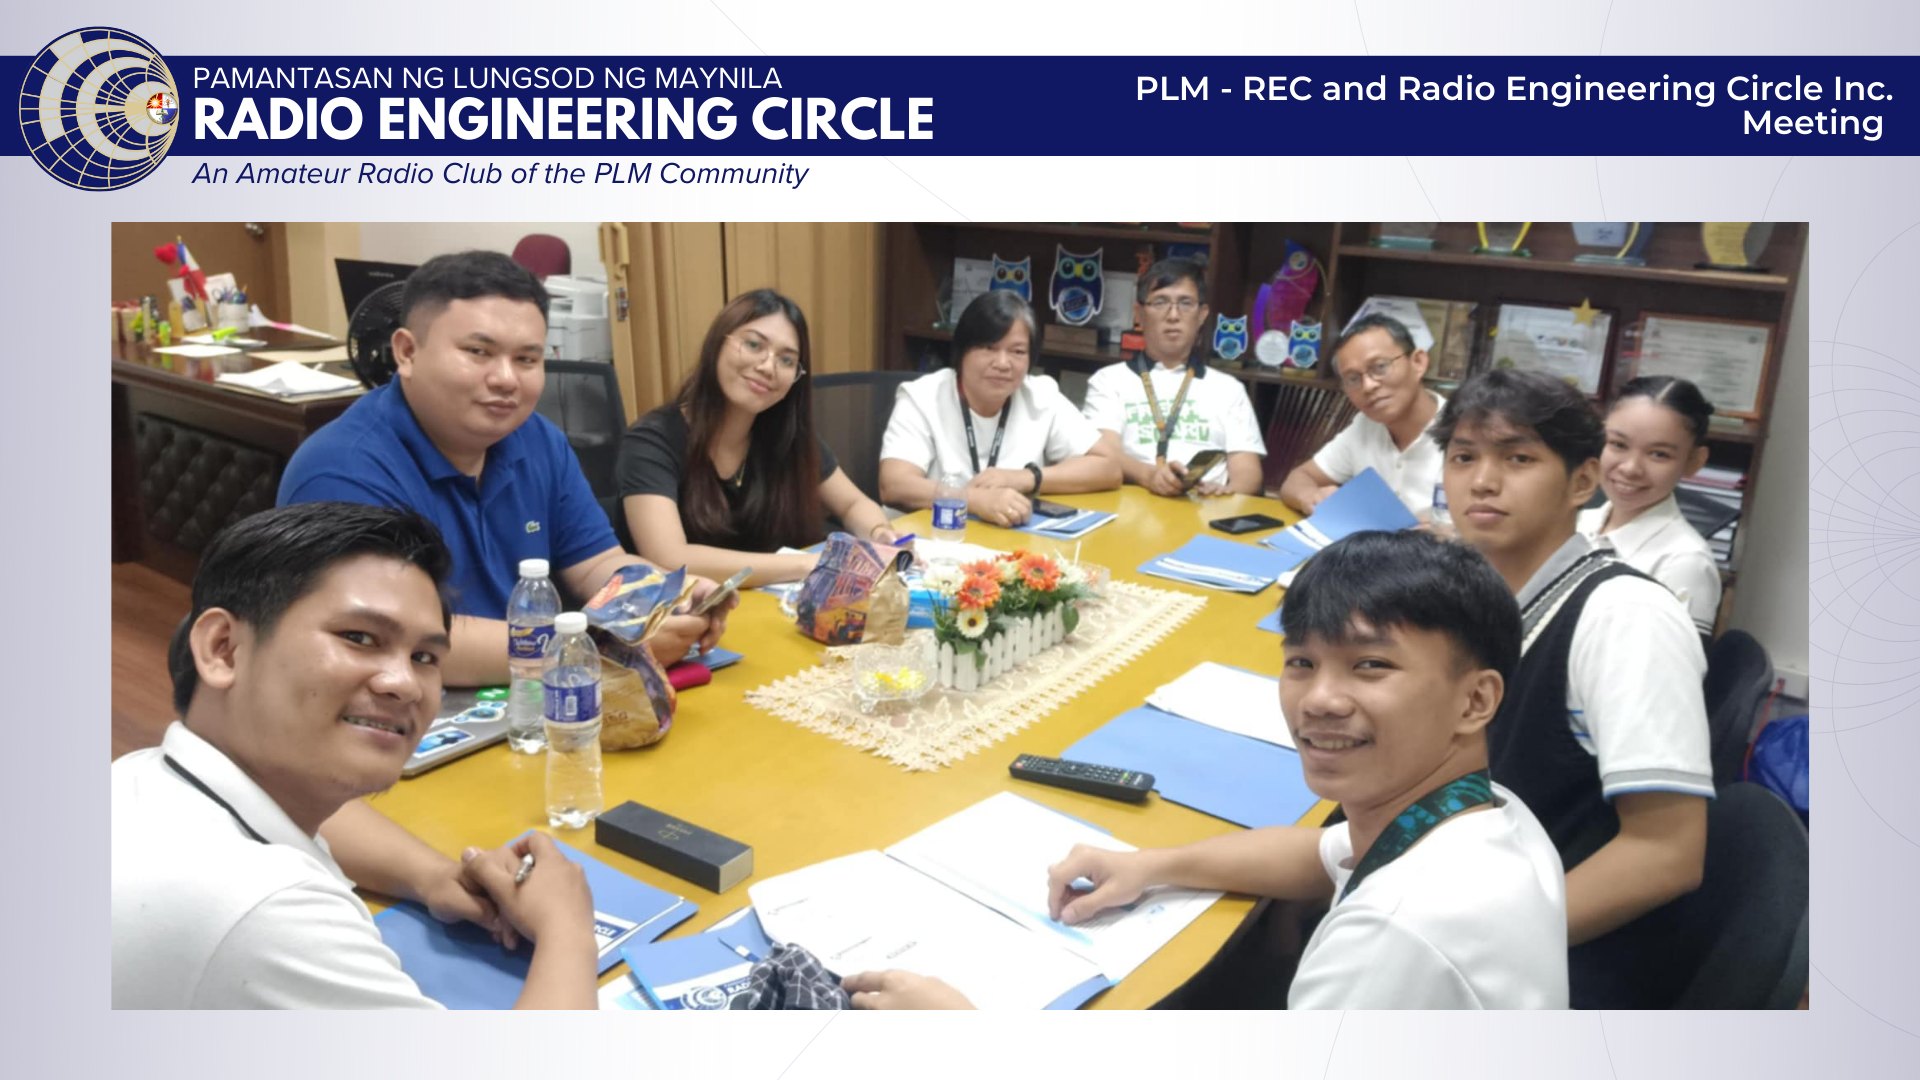 PAMANTASAN NG LUNGSOD NG MAYNILA
RADIO ENGINEERING CIRCLE
An Amateur Radio Club of the PLM Community
PLM - REC and Radio Engineering Circle Inc.
Meeting